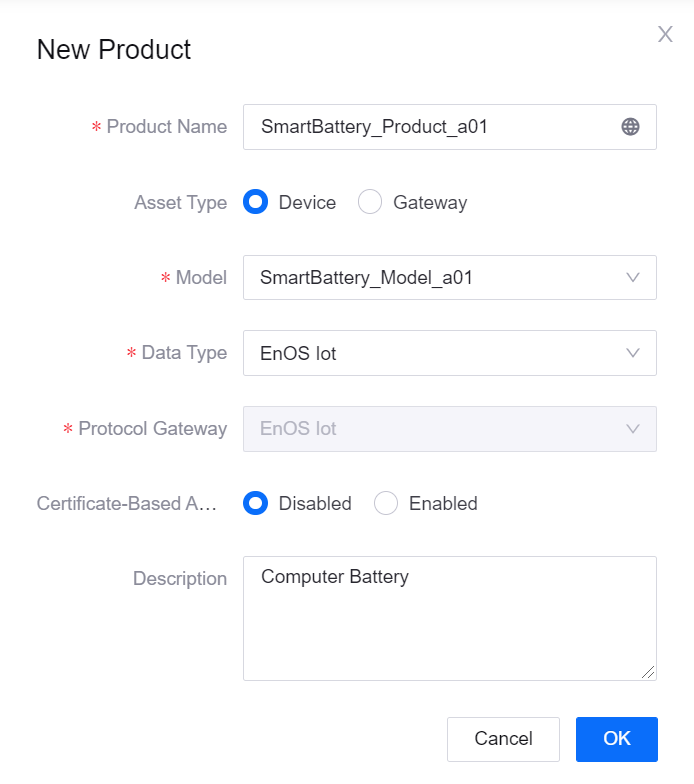 New Product
X
* Product Name SmartBattery_Product_a01
Asset Type Device Gateway
* Model SmartBattery_Model_a01
* Data Type EnOS Iot
* Protocol Gateway EnOS Iot
Certificate-Based A... Disabled Enabled
Description Computer Battery
Cancel OK